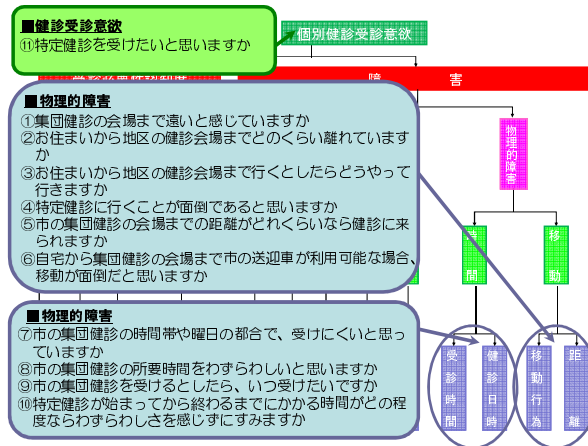 ■健診受診意欲
⑪特定健診を受けたいと思いますか
個別健診受診意欲
障害
■物理的障害
①集団健診の会場まで遠いと感じていますか
②お住まいから地区の健診会場までどのくらい離れています
か
③お住まいから地区の健診会場まで行くとしたらどうやって
行きますか
④特定健診に行くことが面倒であると思いますか
⑤市の集団健診の会場までの距離がどれくらいなら健診に来
られますか
⑥自宅から集団健診の会場まで市の送迎車が利用可能な場合、
移動が面倒だと思いますか
物理的障害
間
移動
■物理的障害
⑦市の集団健診の時間帯や曜日の都合で、受けにくいと思っ
ていますか
⑧市の集団健診の所要時間をわずらわしいと思いますか
⑨市の集団健診を受けるとしたら、いつ受けたいですか
⑩特定健診が始まってから終わるまでにかかる時間がどの程
度ならわずらわしさを感じずにすみますか
受診時間
健診日時
移動行為
距離